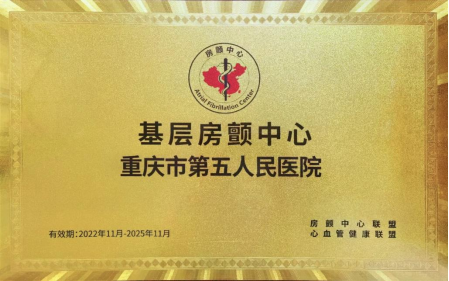 房颤中心
Atrial Fibrillation Center
基层房颤中心
重庆市第五人民医院
有效期:2022年11月-2025年11月
房颤中心联盟
心血管健康联盟